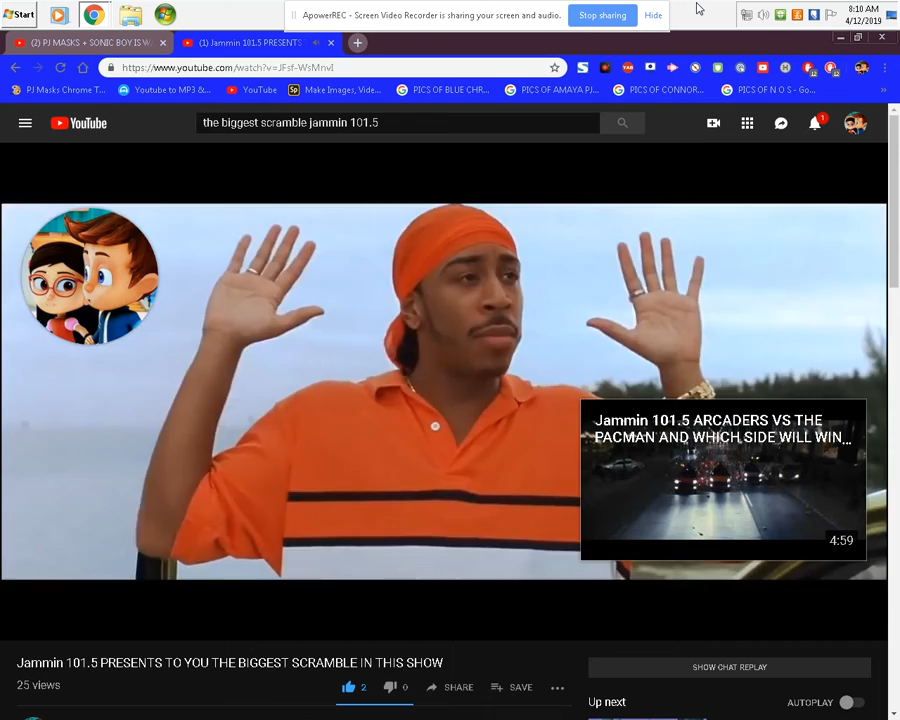 Start
ApowerREC - Screen Video Recorder is sharing your screen and audio.
Stop sharing
Hide
8:10 AM
4/12/2019
(2) PJ MASKS + SONIC BOY IS W
(1) Jammin 101.5 PRESENTS
https://www.youtube.com/watch?v=JFsf-WsMnvI
PJ Masks Chrome T...
Youtube to MP3 &...
YouTube
Make Images, Vide...
PICS OF BLUE CHR...
PICS OF AMAYA PJ...
PICS OF CONNOR...
PICS OF N O S - Go...
YouTube
the biggest scramble jammin 101.5
1
Jammin 101.5 ARCADERS VS THE
PACMAN AND WHICH SIDE WILL WIN...
4:59
Jammin 101.5 PRESENTS TO YOU THE BIGGEST SCRAMBLE IN THIS SHOW
25 views
2
0
SHARE
SAVE
SHOW CHAT REPLAY
Up next
AUTOPLAY